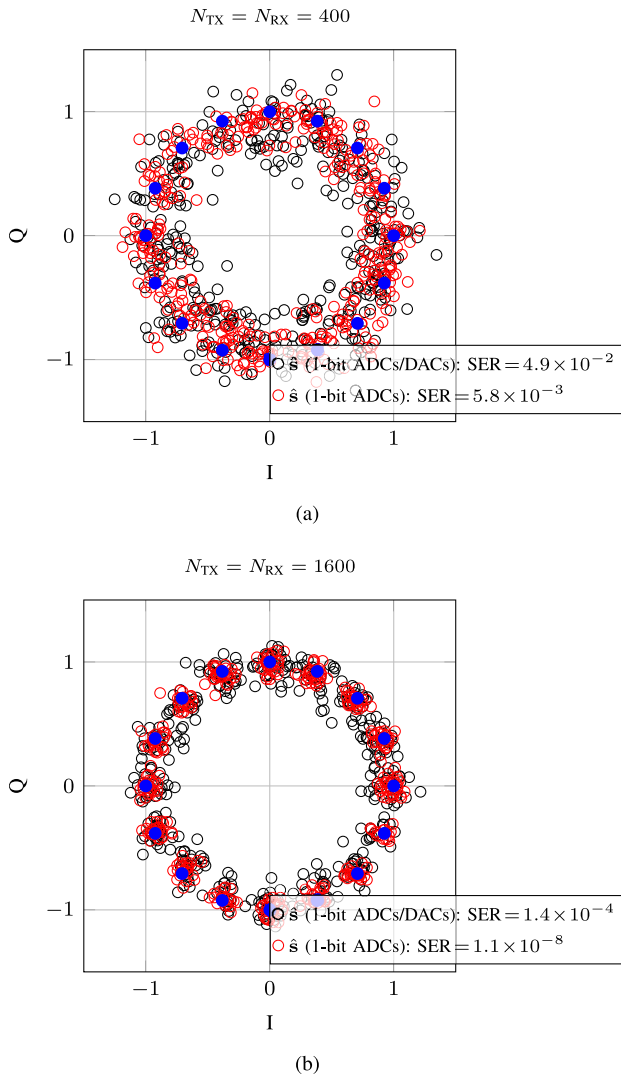 N_TX = N_RX = 400
1
0
−1
Q
−1
0
1
I
ŝ (1-bit ADCs/DACs): SER = 4.9 × 10^−2
ŝ (1-bit ADCs): SER = 5.8 × 10^−3
(a)
N_TX = N_RX = 1600
1
0
−1
Q
−1
0
1
I
ŝ (1-bit ADCs/DACs): SER = 1.4 × 10^−4
ŝ (1-bit ADCs): SER = 1.1 × 10^−8
(b)